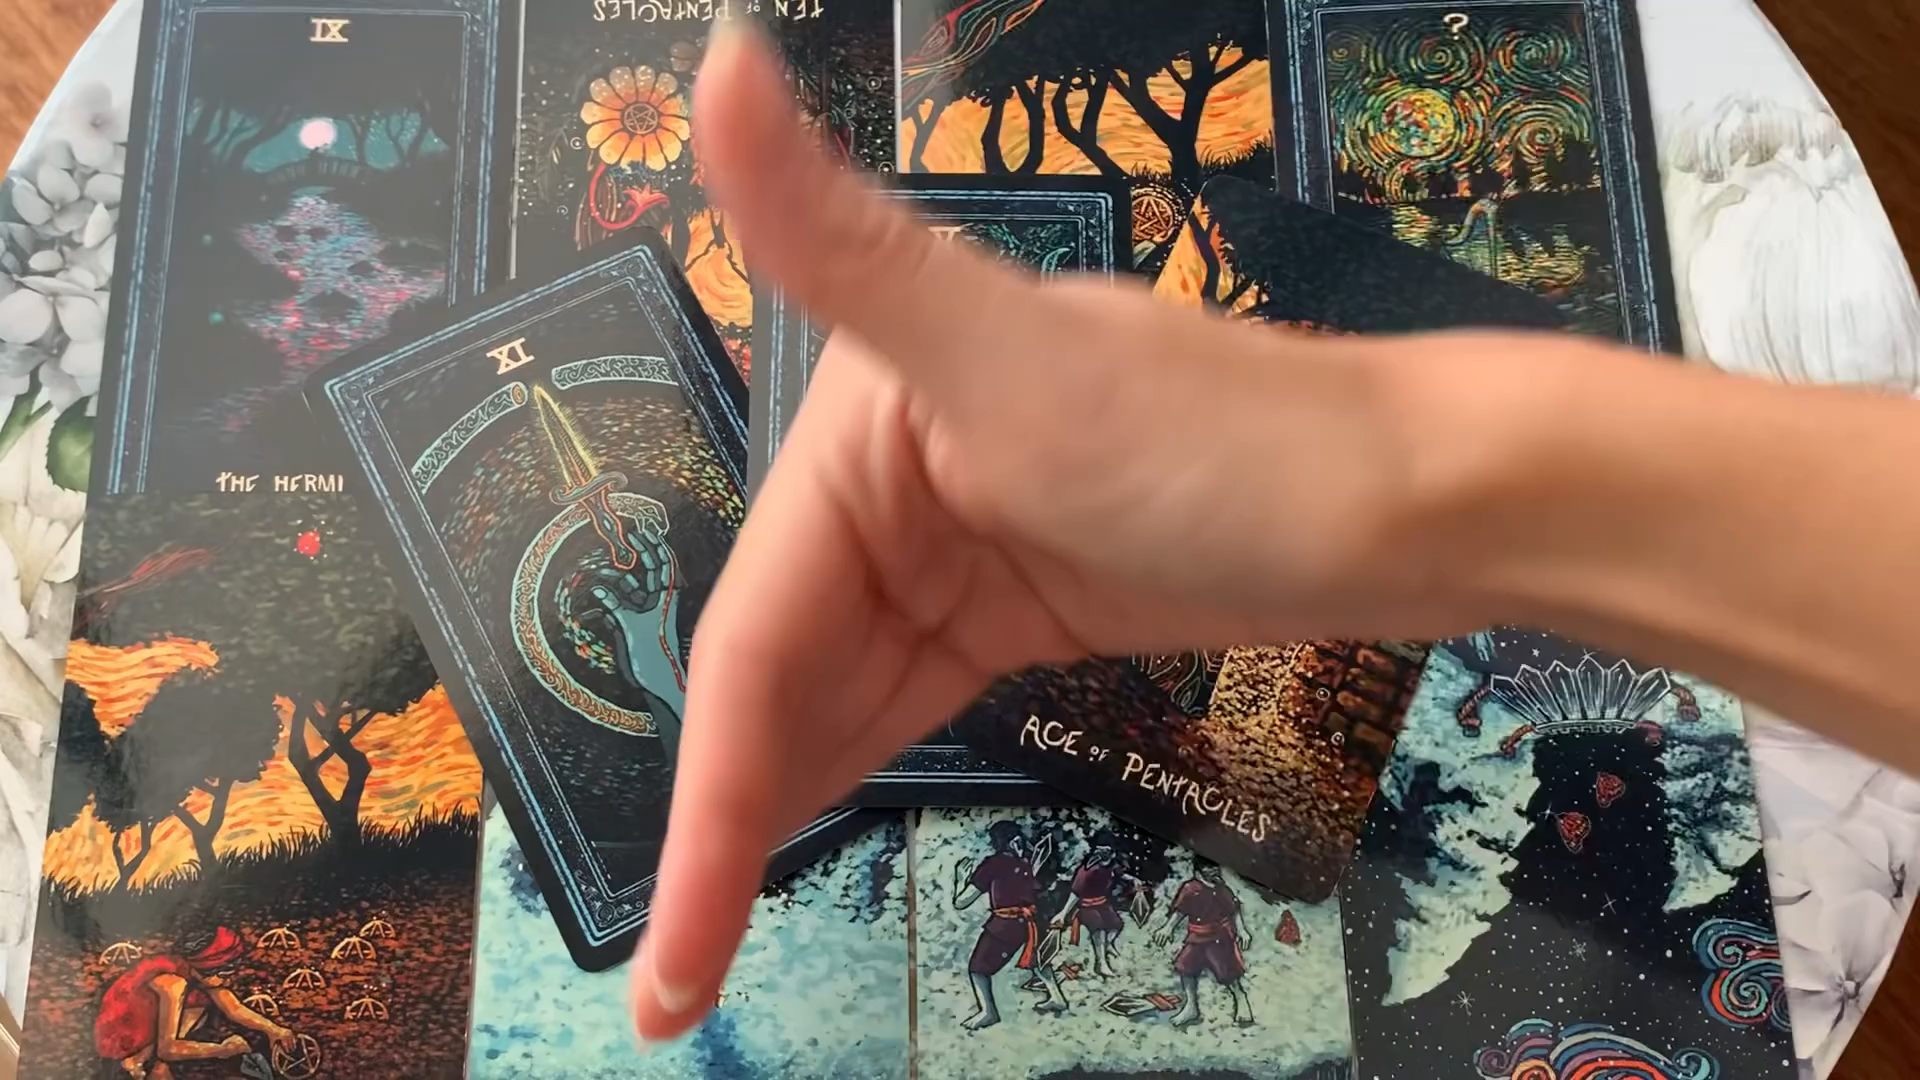 IX
TEN OF PENTACLES
?
XI
THE HERMI
ACE OF PENTACLES